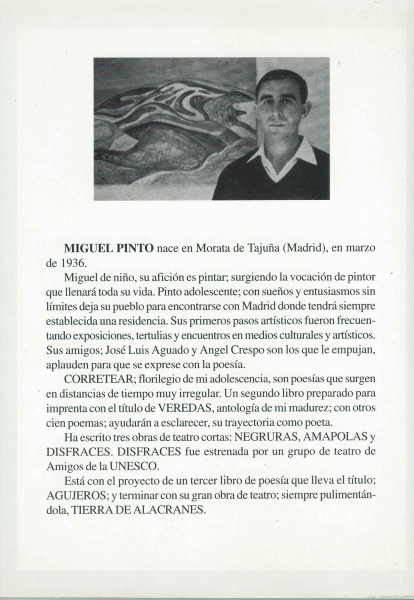 MIGUEL PINTO nace en Morata de Tajuña (Madrid), en marzo
de 1936.
Miguel de niño, su afición es pintar; surgiendo la vocación de pintor
que llenará toda su vida. Pinto adolescente; con sueños y entusiasmos sin
límites deja su pueblo para encontrarse con Madrid donde tendrá siempre
establecida una residencia. Sus primeros pasos artísticos fueron frecuen-
tando exposiciones, tertulias y encuentros en medios culturales y artísticos.
Sus amigos; José Luis Aguado y Angel Crespo son los que le empujan,
aplauden para que se exprese con la poesía.
CORRETEAR; florilegio de mi adolescencia, son poesías que surgen
en distancias de tiempo muy irregular. Un segundo libro preparado para
imprenta con el título de VEREDAS, antología de mi madurez; con otros
cien poemas; ayudarán a esclarecer, su trayectoria como poeta.
Ha escrito tres obras de teatro cortas: NEGRURAS, AMAPOLAS y
DISFRACES. DISFRACES fue estrenada por un grupo de teatro de
Amigos de la UNESCO.
Está con el proyecto de un tercer libro de poesía que lleva el título;
AGUJEROS; y terminar con su gran obra de teatro; siempre pulimentán-
dola, TIERRA DE ALACRANES.